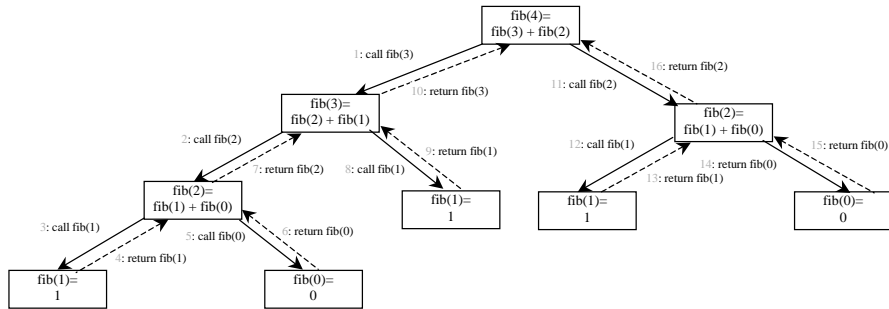 fib(4)=
fib(3) + fib(2)
1: call fib(3)
16: return fib(2)
10: return fib(3)
11: call fib(2)
fib(3)=
fib(2) + fib(1)
fib(2)=
fib(1) + fib(0)
2: call fib(2)
9: return fib(1)
12: call fib(1)
15: return fib(0)
7: return fib(2)
8: call fib(1)
14: return fib(0)
13: return fib(1)
fib(2)=
fib(1) + fib(0)
fib(1)=
1
fib(1)=
1
fib(0)=
0
3: call fib(1)
6: return fib(0)
5: call fib(0)
4: return fib(1)
fib(1)=
1
fib(0)=
0